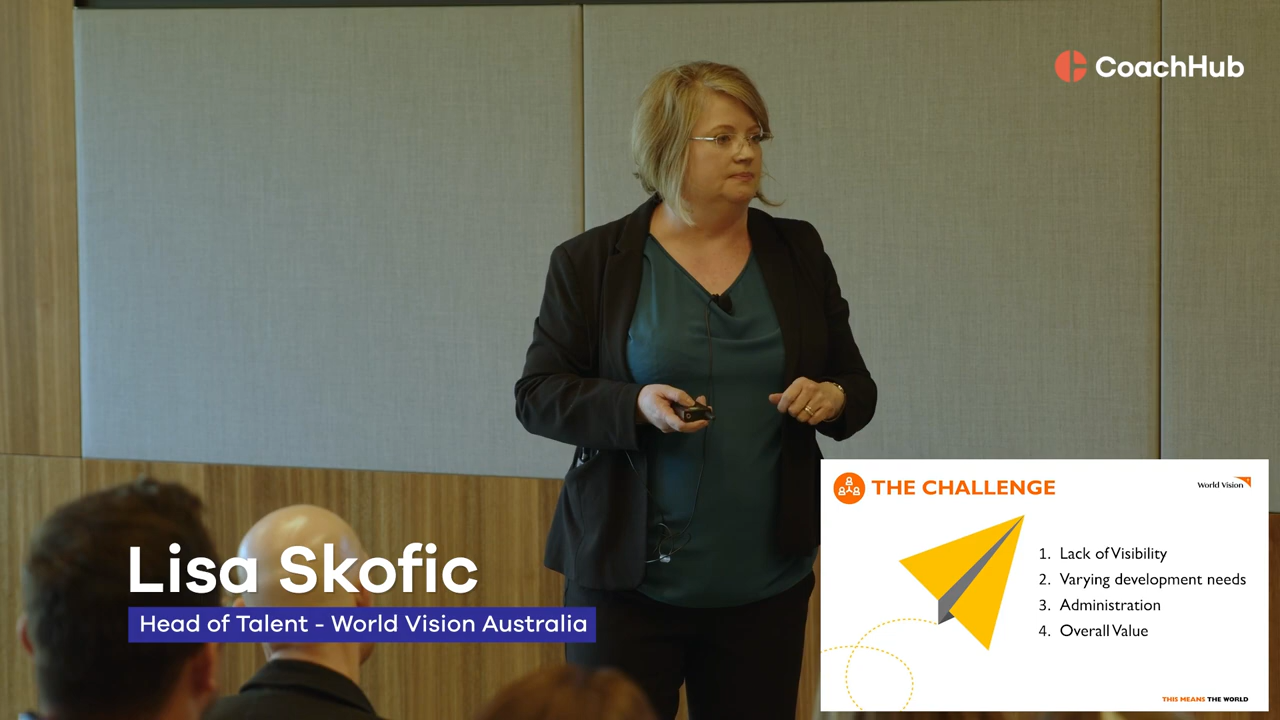 CoachHub
Lisa Skofic
Head of Talent - World Vision Australia
THE CHALLENGE
World Vision
1. Lack of Visibility
2. Varying development needs
3. Administration
4. Overall Value
THIS MEANS THE WORLD